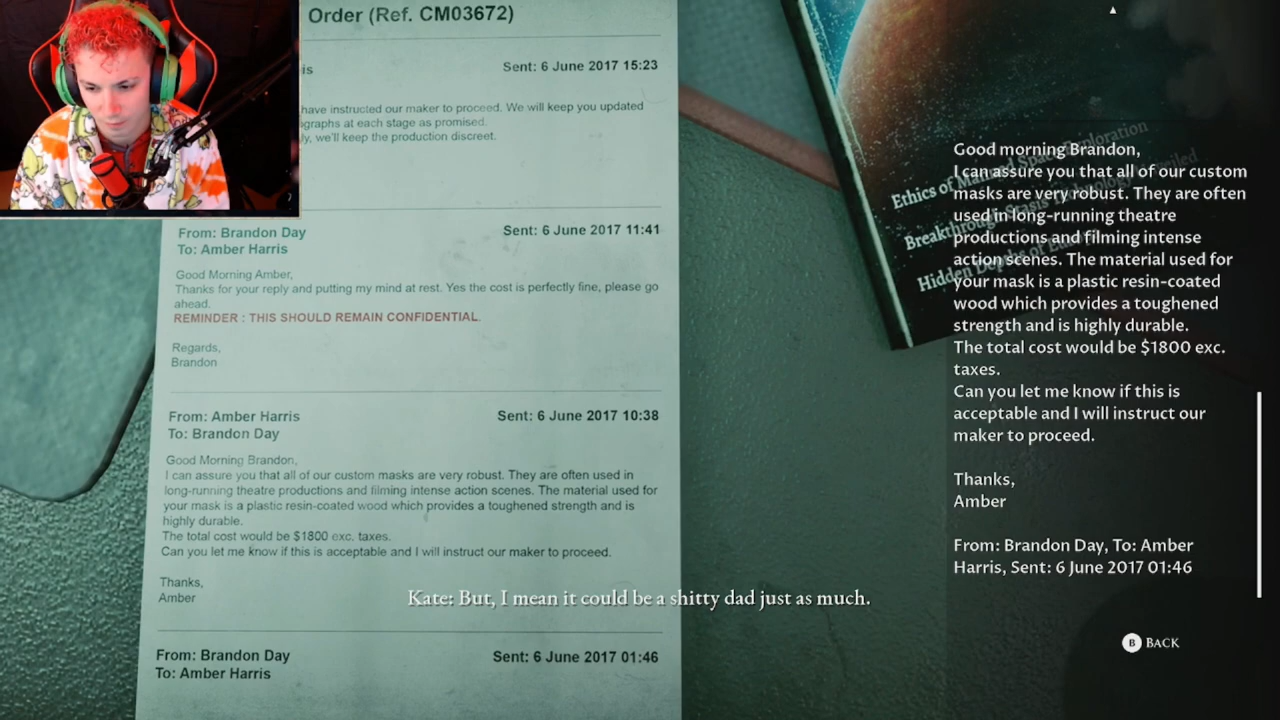 Order (Ref. CM03672)
is
Sent: 6 June 2017 15:23
have instructed our maker to proceed. We will keep you updated
ographs at each stage as promised.
ly, we'll keep the production discreet.
From: Brandon Day
Sent: 6 June 2017 11:41
To: Amber Harris
Good Morning Amber,
Thanks for your reply and putting my mind at rest. Yes the cost is perfectly fine, please go
ahead.
REMINDER : THIS SHOULD REMAIN CONFIDENTIAL.
Regards,
Brandon
From: Amber Harris
Sent: 6 June 2017 10:38
To: Brandon Day
Good Morning Brandon,
I can assure you that all of our custom masks are very robust. They are often used in
long-running theatre productions and filming intense action scenes. The material used for
your mask is a plastic resin-coated wood which provides a toughened strength and is
highly durable.
The total cost would be $1800 exc. taxes.
Can you let me know if this is acceptable and I will instruct our maker to proceed.
Thanks,
Amber
From: Brandon Day
Sent: 6 June 2017 01:46
To: Amber Harris
Kate: But, I mean it could be a shitty dad just as much.
Ethics of Mars and Space Exploration
Breakthrough Stasis Technology Unveiled
Hidden Depths of
Good morning Brandon,
I can assure you that all of our custom
masks are very robust. They are often
used in long-running theatre
productions and filming intense
action scenes. The material used for
your mask is a plastic resin-coated
wood which provides a toughened
strength and is highly durable.
The total cost would be $1800 exc.
taxes.
Can you let me know if this is
acceptable and I will instruct our
maker to proceed.
Thanks,
Amber
From: Brandon Day, To: Amber
Harris, Sent: 6 June 2017 01:46
B BACK